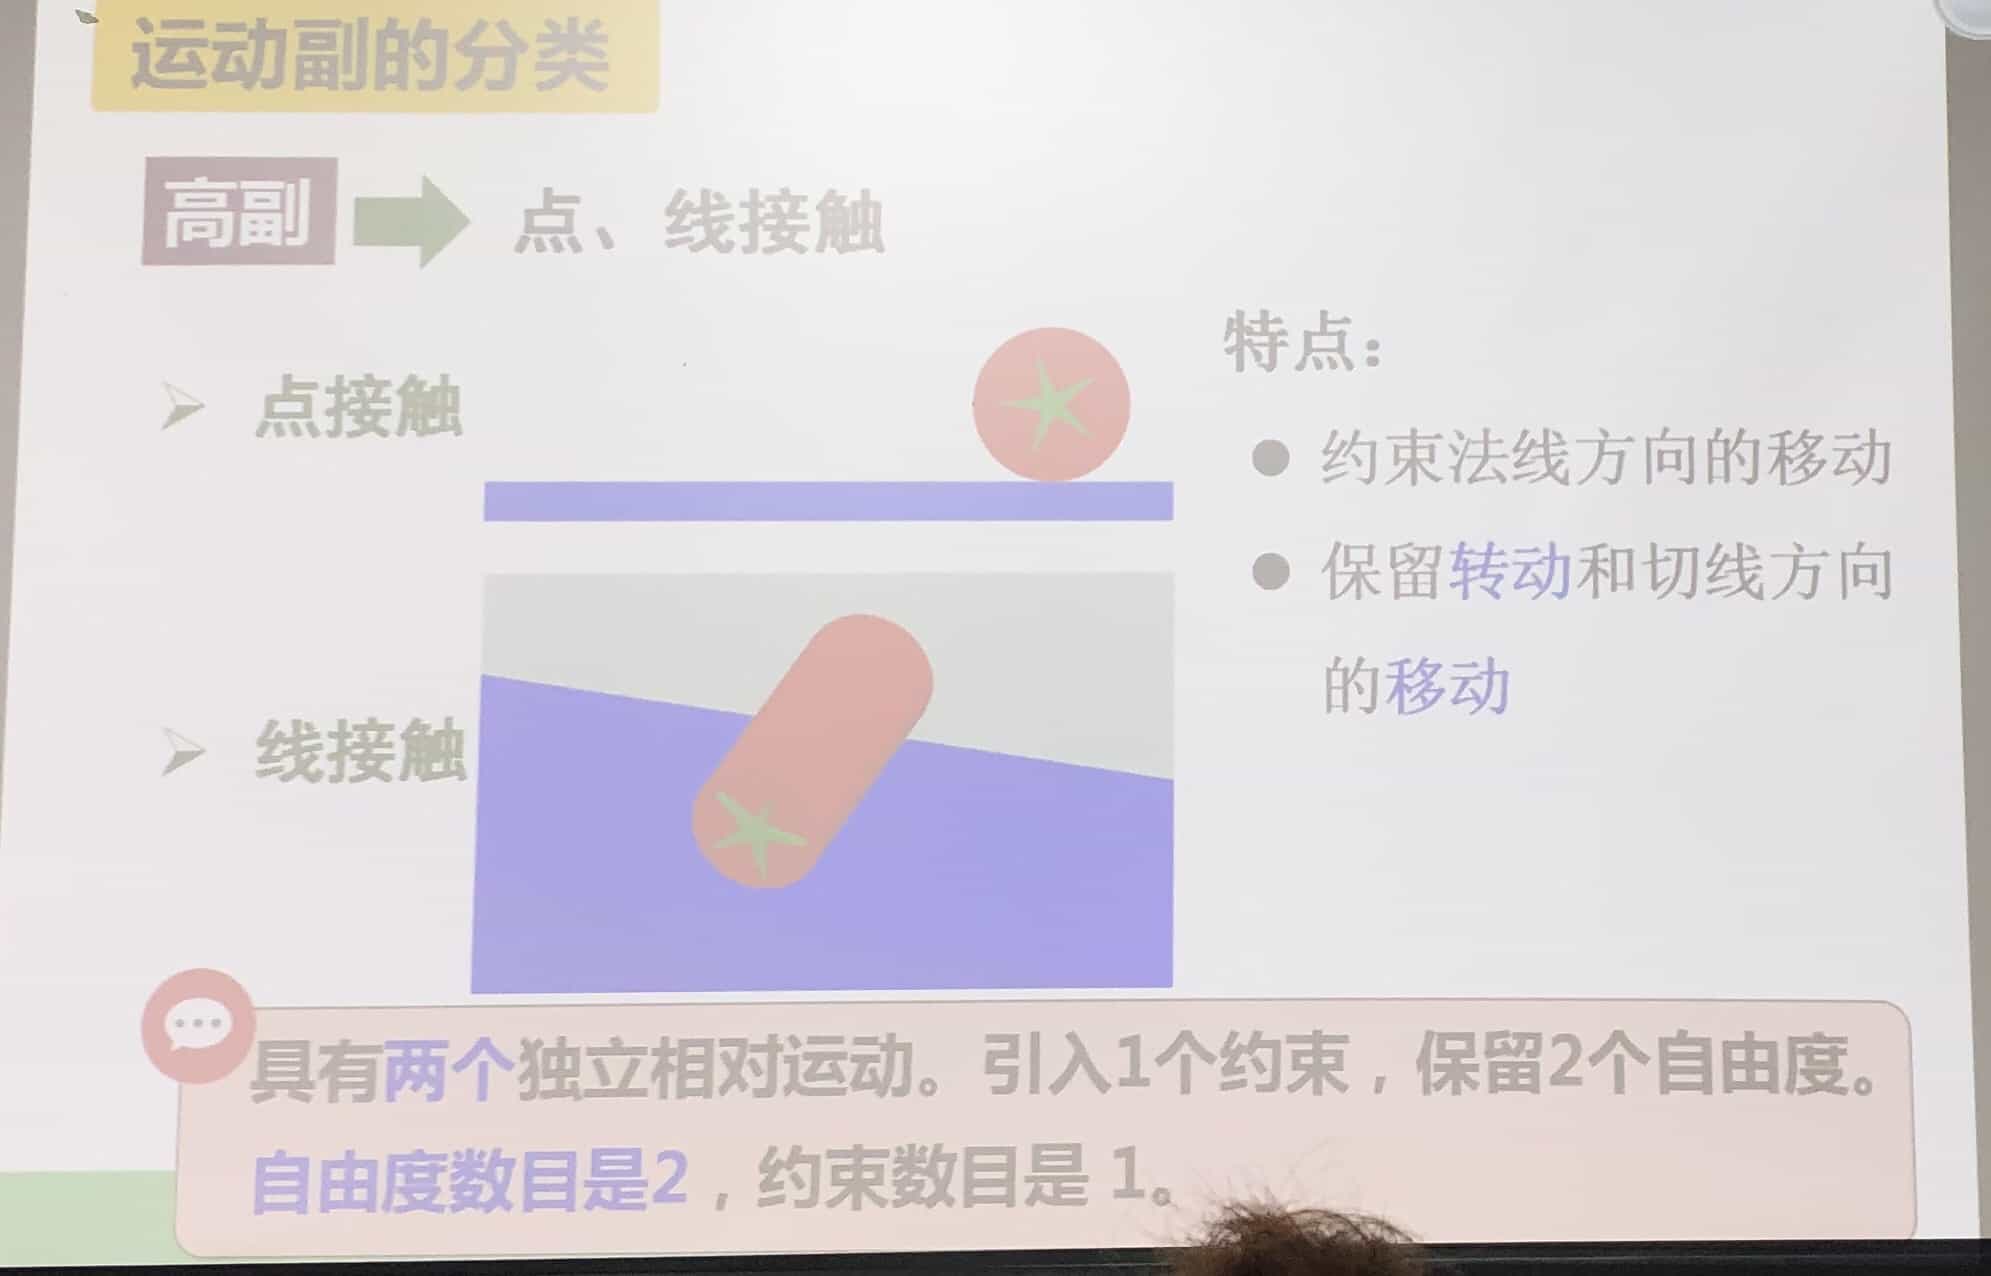 运动副的分类
高副
点、线接触
特点：
点接触
约束法线方向的移动
保留转动和切线方向
的移动
线接触
具有两个独立相对运动。引入1个约束，保留2个自由度。
自由度数目是2，约束数目是 1。